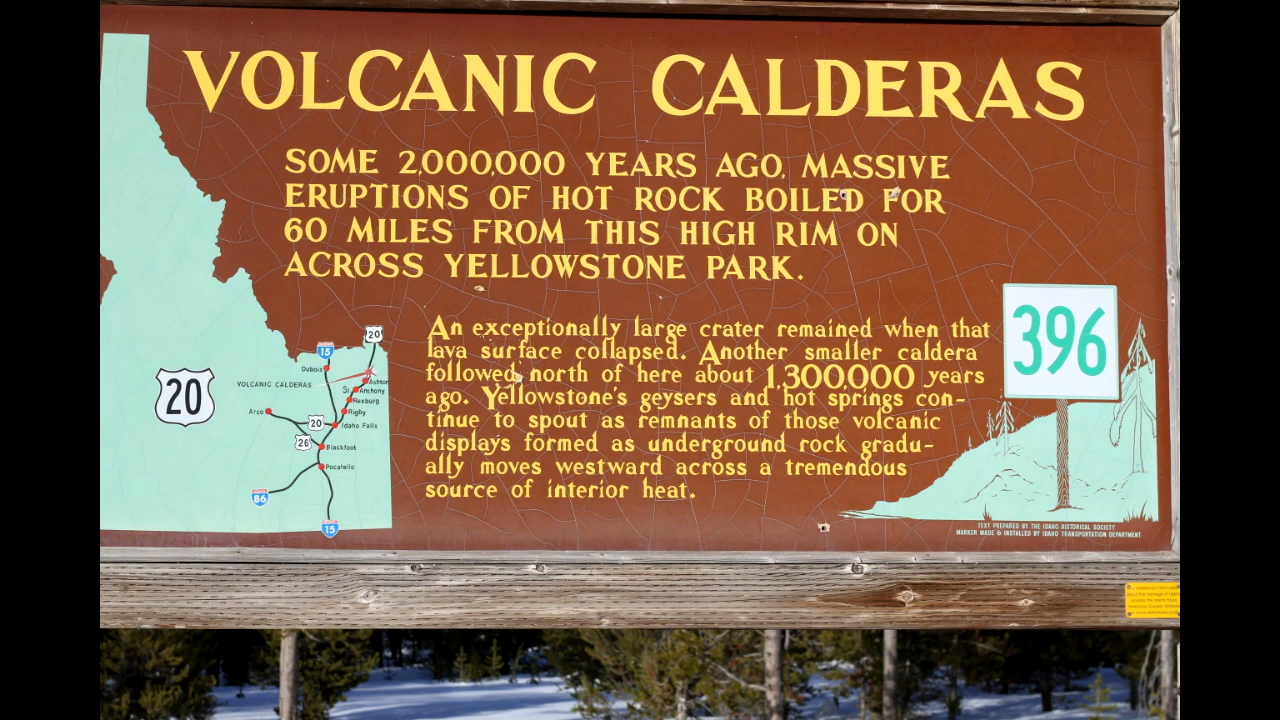 VOLCANIC CALDERAS
SOME 2,000,000 YEARS AGO, MASSIVE
ERUPTIONS OF HOT ROCK BOILED FOR
60 MILES FROM THIS HIGH RIM ON
ACROSS YELLOWSTONE PARK.
An exceptionally large crater remained when that
lava surface collapsed. Another smaller caldera
followed north of here about 1,300,000 years
ago. Yellowstone's geysers and hot springs con-
tinue to spout as remnants of those volcanic
displays formed as underground rock gradu-
ally moves westward across a tremendous
source of interior heat.
396
20
20
15
Dubois
VOLCANIC CALDERAS
Ashton
St. Anthony
Rexburg
Arco
Rigby
20
Idaho Falls
26
Blackfoot
Pocatello
86
15
TEXT PREPARED BY THE IDAHO HISTORICAL SOCIETY
MARKER MADE & INSTALLED BY IDAHO TRANSPORTATION DEPARTMENT